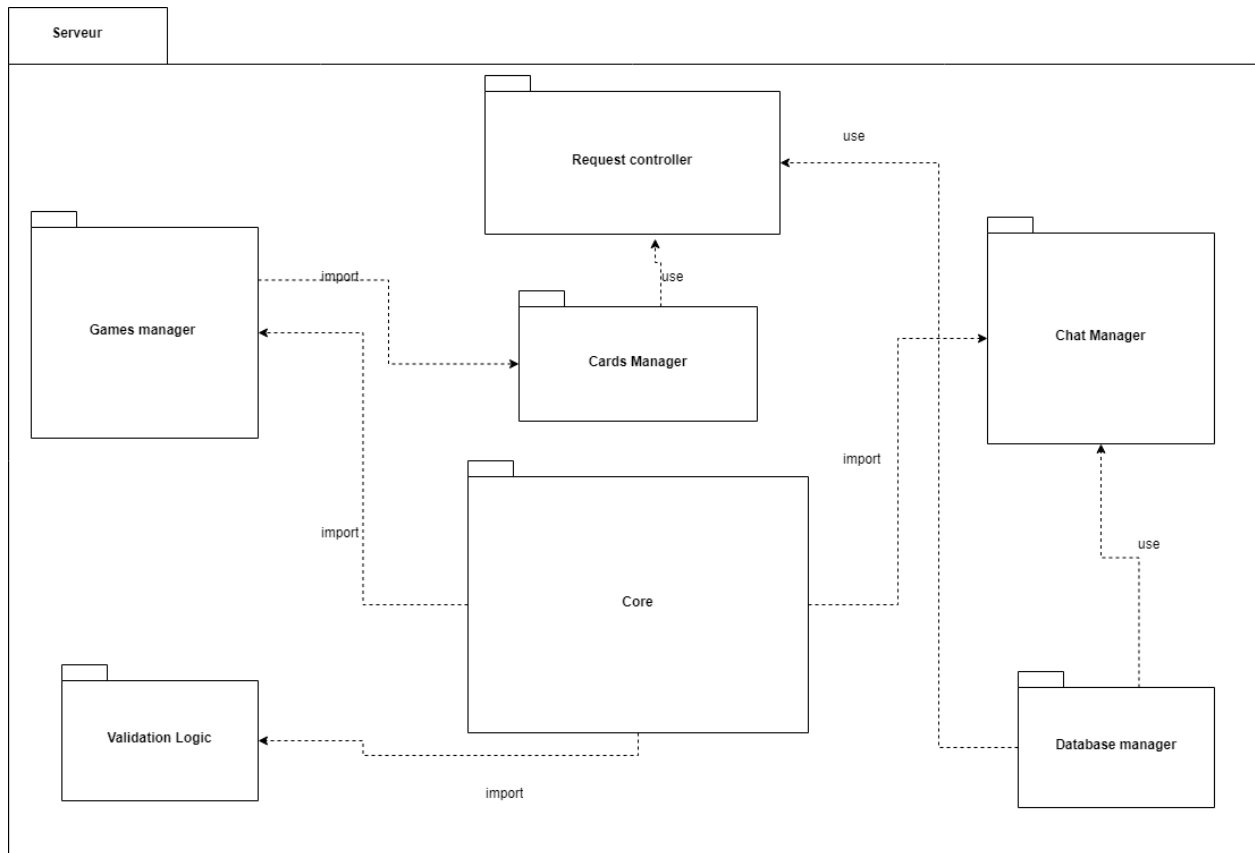 Serveur
Request controller
use
Games manager
import
use
Cards Manager
Chat Manager
import
import
Core
use
Validation Logic
Database manager
import